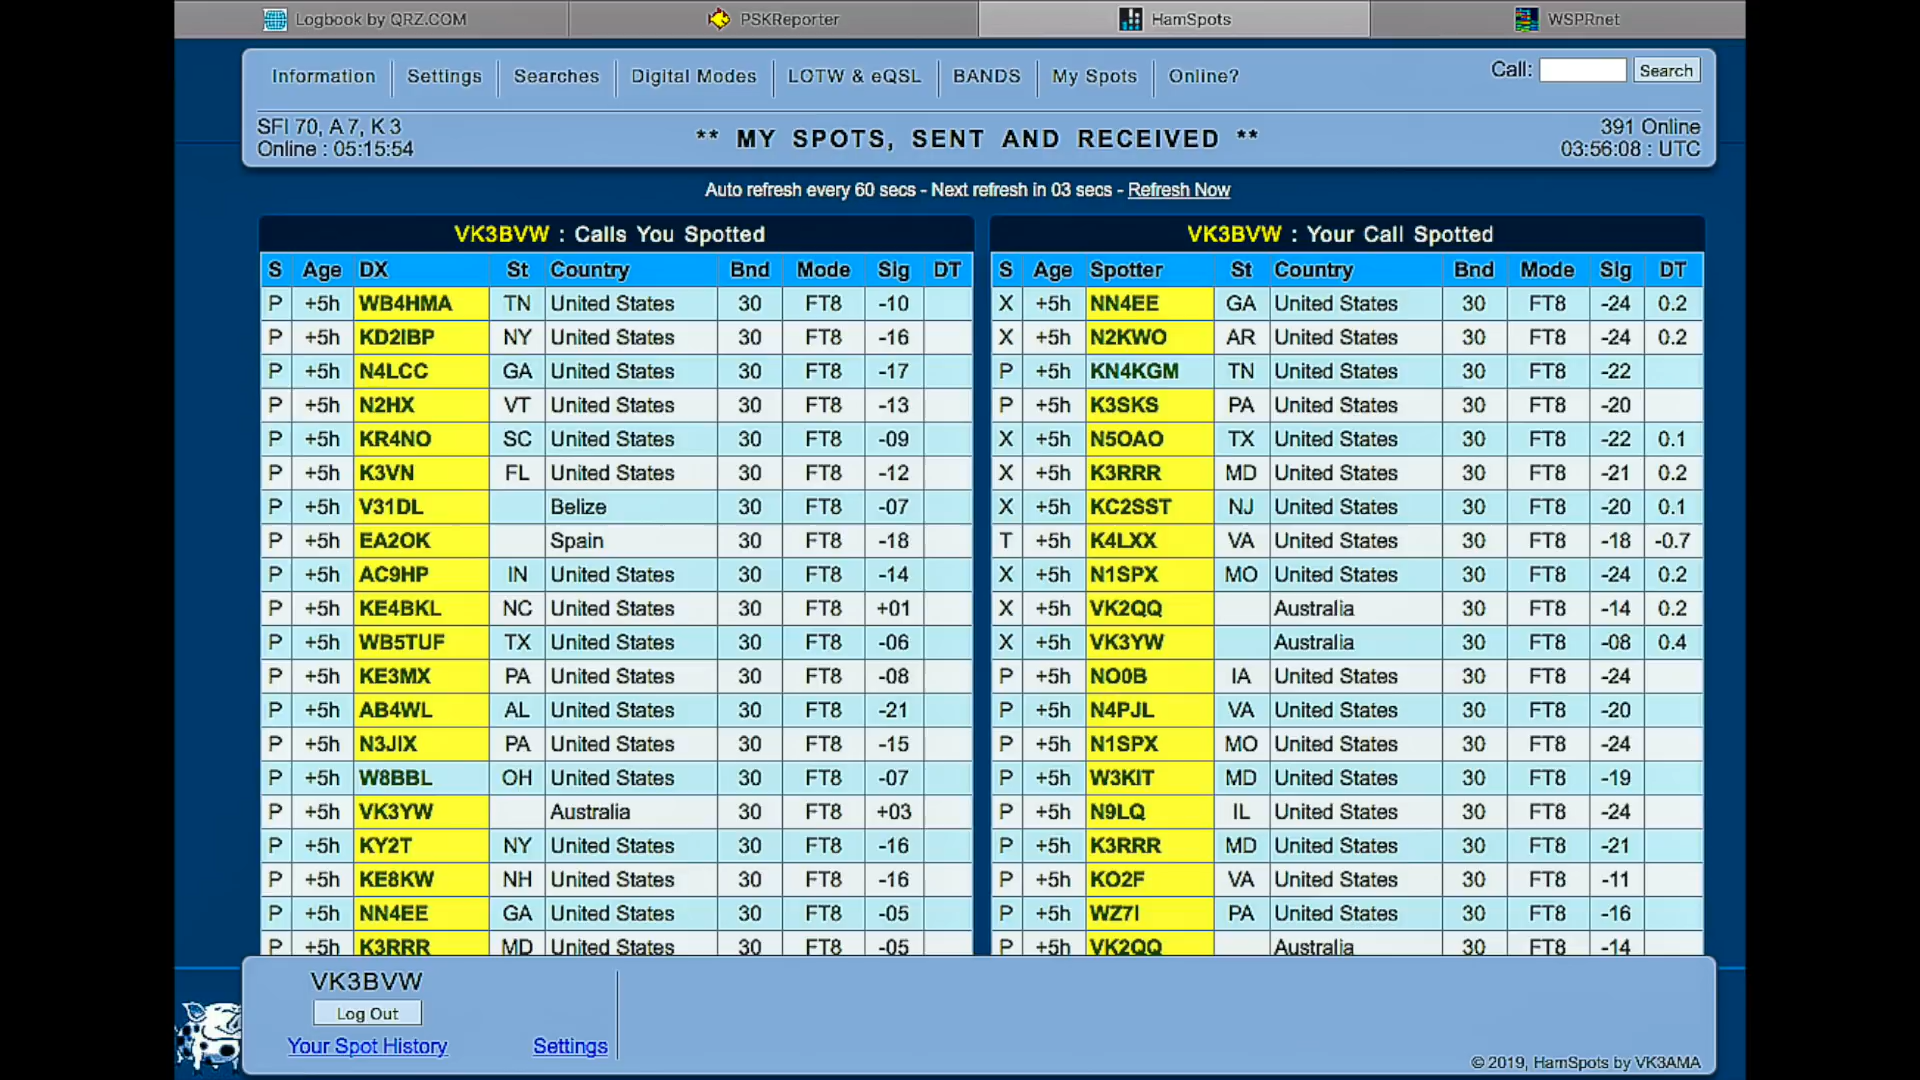 Logbook by QRZ.COM PSKReporter HamSpots WSPRnet
Information Settings Searches Digital Modes LOTW & eQSL BANDS My Spots Online? Call: Search
SFI 70, A 7, K 3
Online : 05:15:54
** MY SPOTS, SENT AND RECEIVED **
391 Online
03:56:08 : UTC
Auto refresh every 60 secs - Next refresh in 03 secs - Refresh Now
VK3BVW : Calls You Spotted
S Age DX St Country Bnd Mode Sig DT
P +5h WB4HMA TN United States 30 FT8 -10
P +5h KD2IBP NY United States 30 FT8 -16
P +5h N4LCC GA United States 30 FT8 -17
P +5h N2HX VT United States 30 FT8 -13
P +5h KR4NO SC United States 30 FT8 -09
P +5h K3VN FL United States 30 FT8 -12
P +5h V31DL Belize 30 FT8 -07
P +5h EA2OK Spain 30 FT8 -18
P +5h AC9HP IN United States 30 FT8 -14
P +5h KE4BKL NC United States 30 FT8 +01
P +5h WB5TUF TX United States 30 FT8 -06
P +5h KE3MX PA United States 30 FT8 -08
P +5h AB4WL AL United States 30 FT8 -21
P +5h N3JIX PA United States 30 FT8 -15
P +5h W8BBL OH United States 30 FT8 -07
P +5h VK3YW Australia 30 FT8 +03
P +5h KY2T NY United States 30 FT8 -16
P +5h KE8KW NH United States 30 FT8 -16
P +5h NN4EE GA United States 30 FT8 -05
P +5h K3RRR MD United States 30 FT8 -05
VK3BVW : Your Call Spotted
S Age Spotter St Country Bnd Mode Sig DT
X +5h NN4EE GA United States 30 FT8 -24 0.2
X +5h N2KWO AR United States 30 FT8 -24 0.2
P +5h KN4KGM TN United States 30 FT8 -22
P +5h K3SKS PA United States 30 FT8 -20
X +5h N5OAO TX United States 30 FT8 -22 0.1
X +5h K3RRR MD United States 30 FT8 -21 0.2
X +5h KC2SST NJ United States 30 FT8 -20 0.1
T +5h K4LXX VA United States 30 FT8 -18 -0.7
X +5h N1SPX MO United States 30 FT8 -24 0.2
X +5h VK2QQ Australia 30 FT8 -14 0.2
X +5h VK3YW Australia 30 FT8 -08 0.4
P +5h NO0B IA United States 30 FT8 -24
P +5h N4PJL VA United States 30 FT8 -20
P +5h N1SPX MO United States 30 FT8 -24
P +5h W3KIT MD United States 30 FT8 -19
P +5h N9LQ IL United States 30 FT8 -24
P +5h K3RRR MD United States 30 FT8 -21
P +5h KO2F VA United States 30 FT8 -11
P +5h WZ7I PA United States 30 FT8 -16
P +5h VK2QQ Australia 30 FT8 -14
VK3BVW
Log Out
Your Spot History Settings
© 2019, HamSpots by VK3AMA